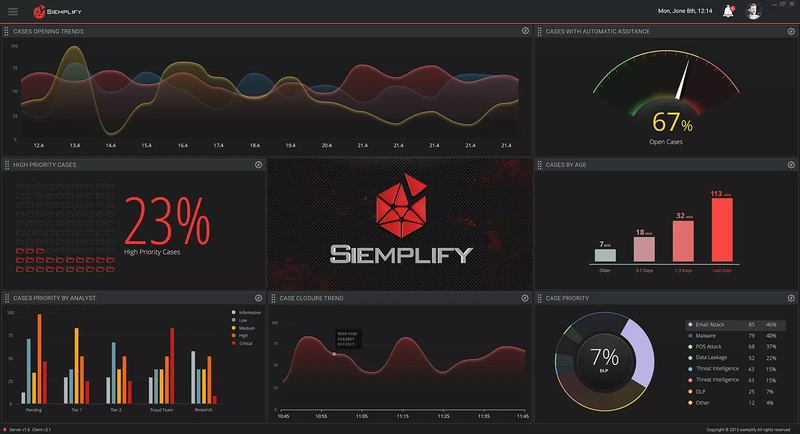 SIEMPLIFY
Mon, Jone 8th, 12:14
CASES OPENING TRENDS
100
75
50
25
0
12.4 13.4 14.4 15.4 16.4 17.4 18.4 19.4 20.4 21.4 21.4 21.4 21.4 21.4
CASES WITH AUTOMATIC ASSITANCE
67%
Open Cases
HIGH PRIORITY CASES
23%
High Priority Cases
SIEMPLIFY
CASES BY AGE
7 min
18 min
32 min
113 min
Older 3-7 Days 1-3 Days Last Days
CASES PRIORITY BY ANALYST
100
75
50
25
0
Informative
Low
Medium
High
Critical
Pending Tier 1 Tier 2 Fraud Team Research
CASE CLOSURE TREND
100
75
50
25
0
10:45 10:55 11:05 11:15 11:25 11:35 11:45
CASE PRIORITY
7%
DLP
Email Attack 85 46%
Malware 79 40%
POS Attack 68 37%
Data Leakage 52 22%
Threat Intelligence 43 15%
Threat Intelligence 43 15%
DLP 25 7%
Other 12 4%
Server v1.6 Client v2.1
Copyright © 2015 siemplify All rights reserved